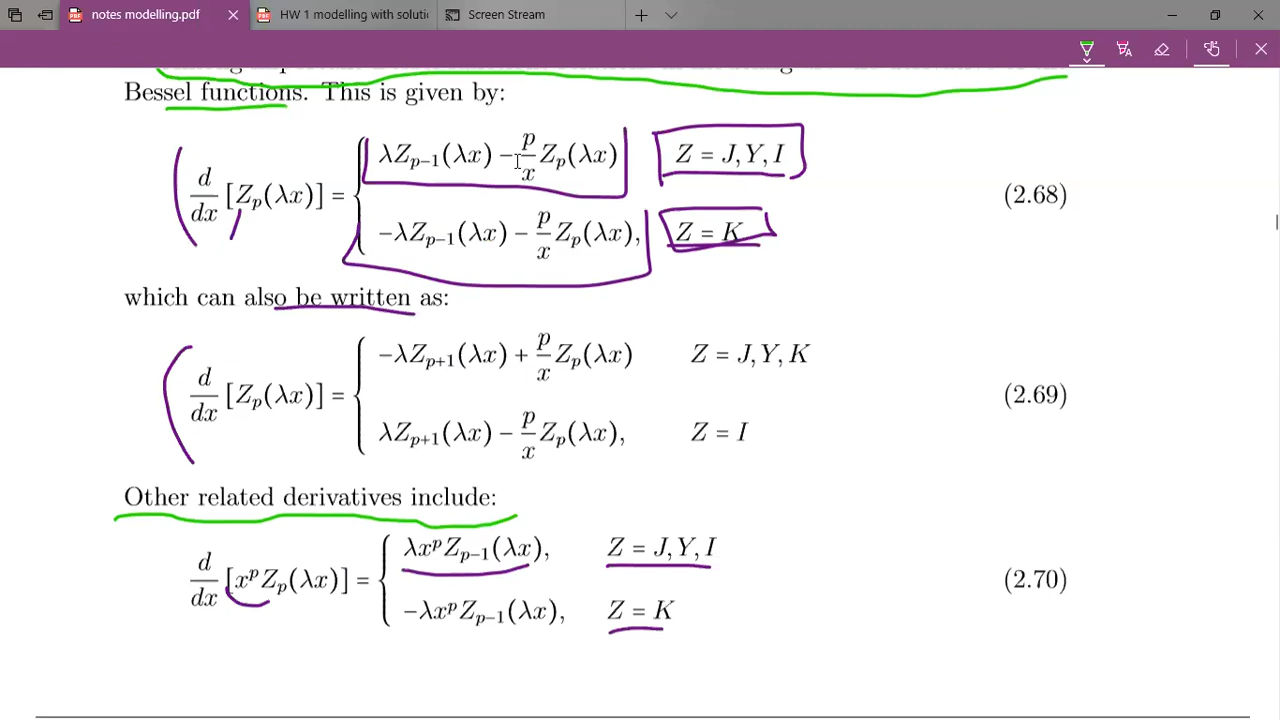 notes modelling.pdf
HW 1 modelling with soluti
Screen Stream
Bessel functions. This is given by:
d/dx [Z_p(λx)] = { λZ_{p−1}(λx) − p/x Z_p(λx) Z = J, Y, I
−λZ_{p−1}(λx) − p/x Z_p(λx), Z = K (2.68)
which can also be written as:
d/dx [Z_p(λx)] = { −λZ_{p+1}(λx) + p/x Z_p(λx) Z = J, Y, K
λZ_{p+1}(λx) − p/x Z_p(λx), Z = I (2.69)
Other related derivatives include:
d/dx [x^p Z_p(λx)] = { λx^p Z_{p−1}(λx), Z = J, Y, I
−λx^p Z_{p−1}(λx), Z = K (2.70)